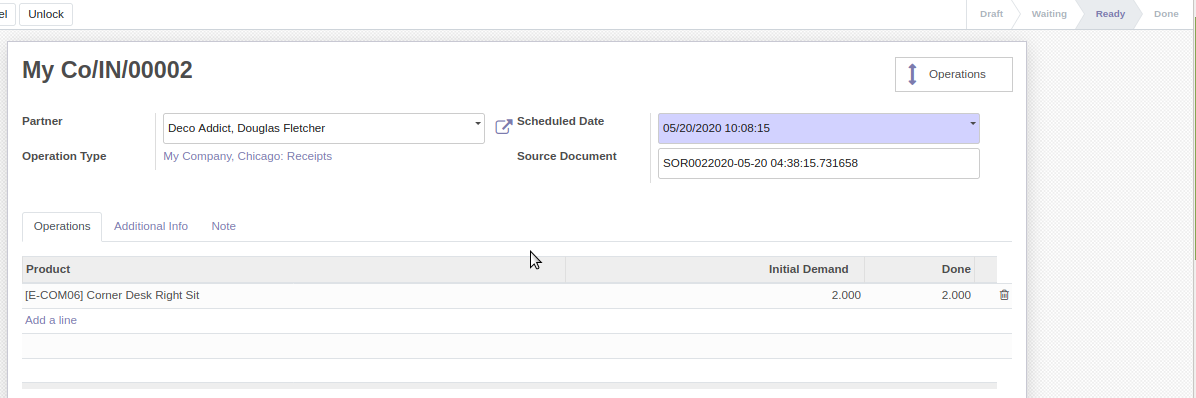 el Unlock Draft Waiting Ready Done
My Co/IN/00002
Operations
Partner Deco Addict, Douglas Fletcher Scheduled Date 05/20/2020 10:08:15
Operation Type My Company, Chicago: Receipts Source Document SOR0022020-05-20 04:38:15.731658
Operations Additional Info Note
Product Initial Demand Done
[E-COM06] Corner Desk Right Sit 2.000 2.000
Add a line